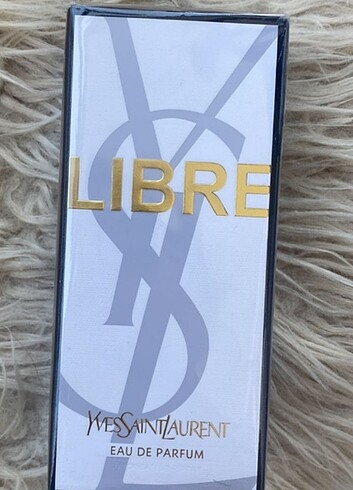 LIBRE
YVESSAINTLAURENT
EAU DE PARFUM